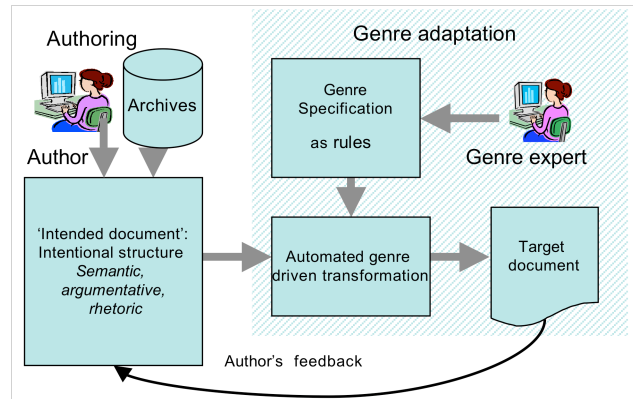 Authoring
Archives
Author
'Intended document':
Intentional structure
Semantic,
argumentative,
rhetoric
Genre adaptation
Genre
Specification
as rules
Genre expert
Automated genre
driven transformation
Target
document
Author's feedback